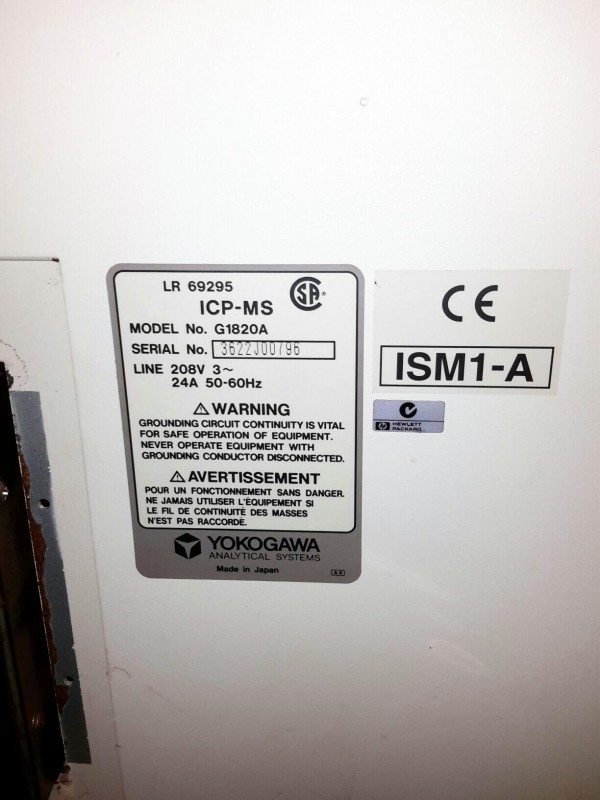 LR 69295
ICP-MS
MODEL No. G1820A
SERIAL No. 3622J00796
LINE 208V 3~
24A 50-60Hz
⚠ WARNING
GROUNDING CIRCUIT CONTINUITY IS VITAL
FOR SAFE OPERATION OF EQUIPMENT.
NEVER OPERATE EQUIPMENT WITH
GROUNDING CONDUCTOR DISCONNECTED.
⚠ AVERTISSEMENT
POUR UN FONCTIONNEMENT SANS DANGER.
NE JAMAIS UTILISER L'ÉQUIPEMENT SI
LE FIL DE CONTINUITÉ DES MASSES
N'EST PAS RACCORDÉ.
YOKOGAWA
ANALYTICAL SYSTEMS
Made in Japan
CE
ISM1-A
hp HEWLETT
PACKARD